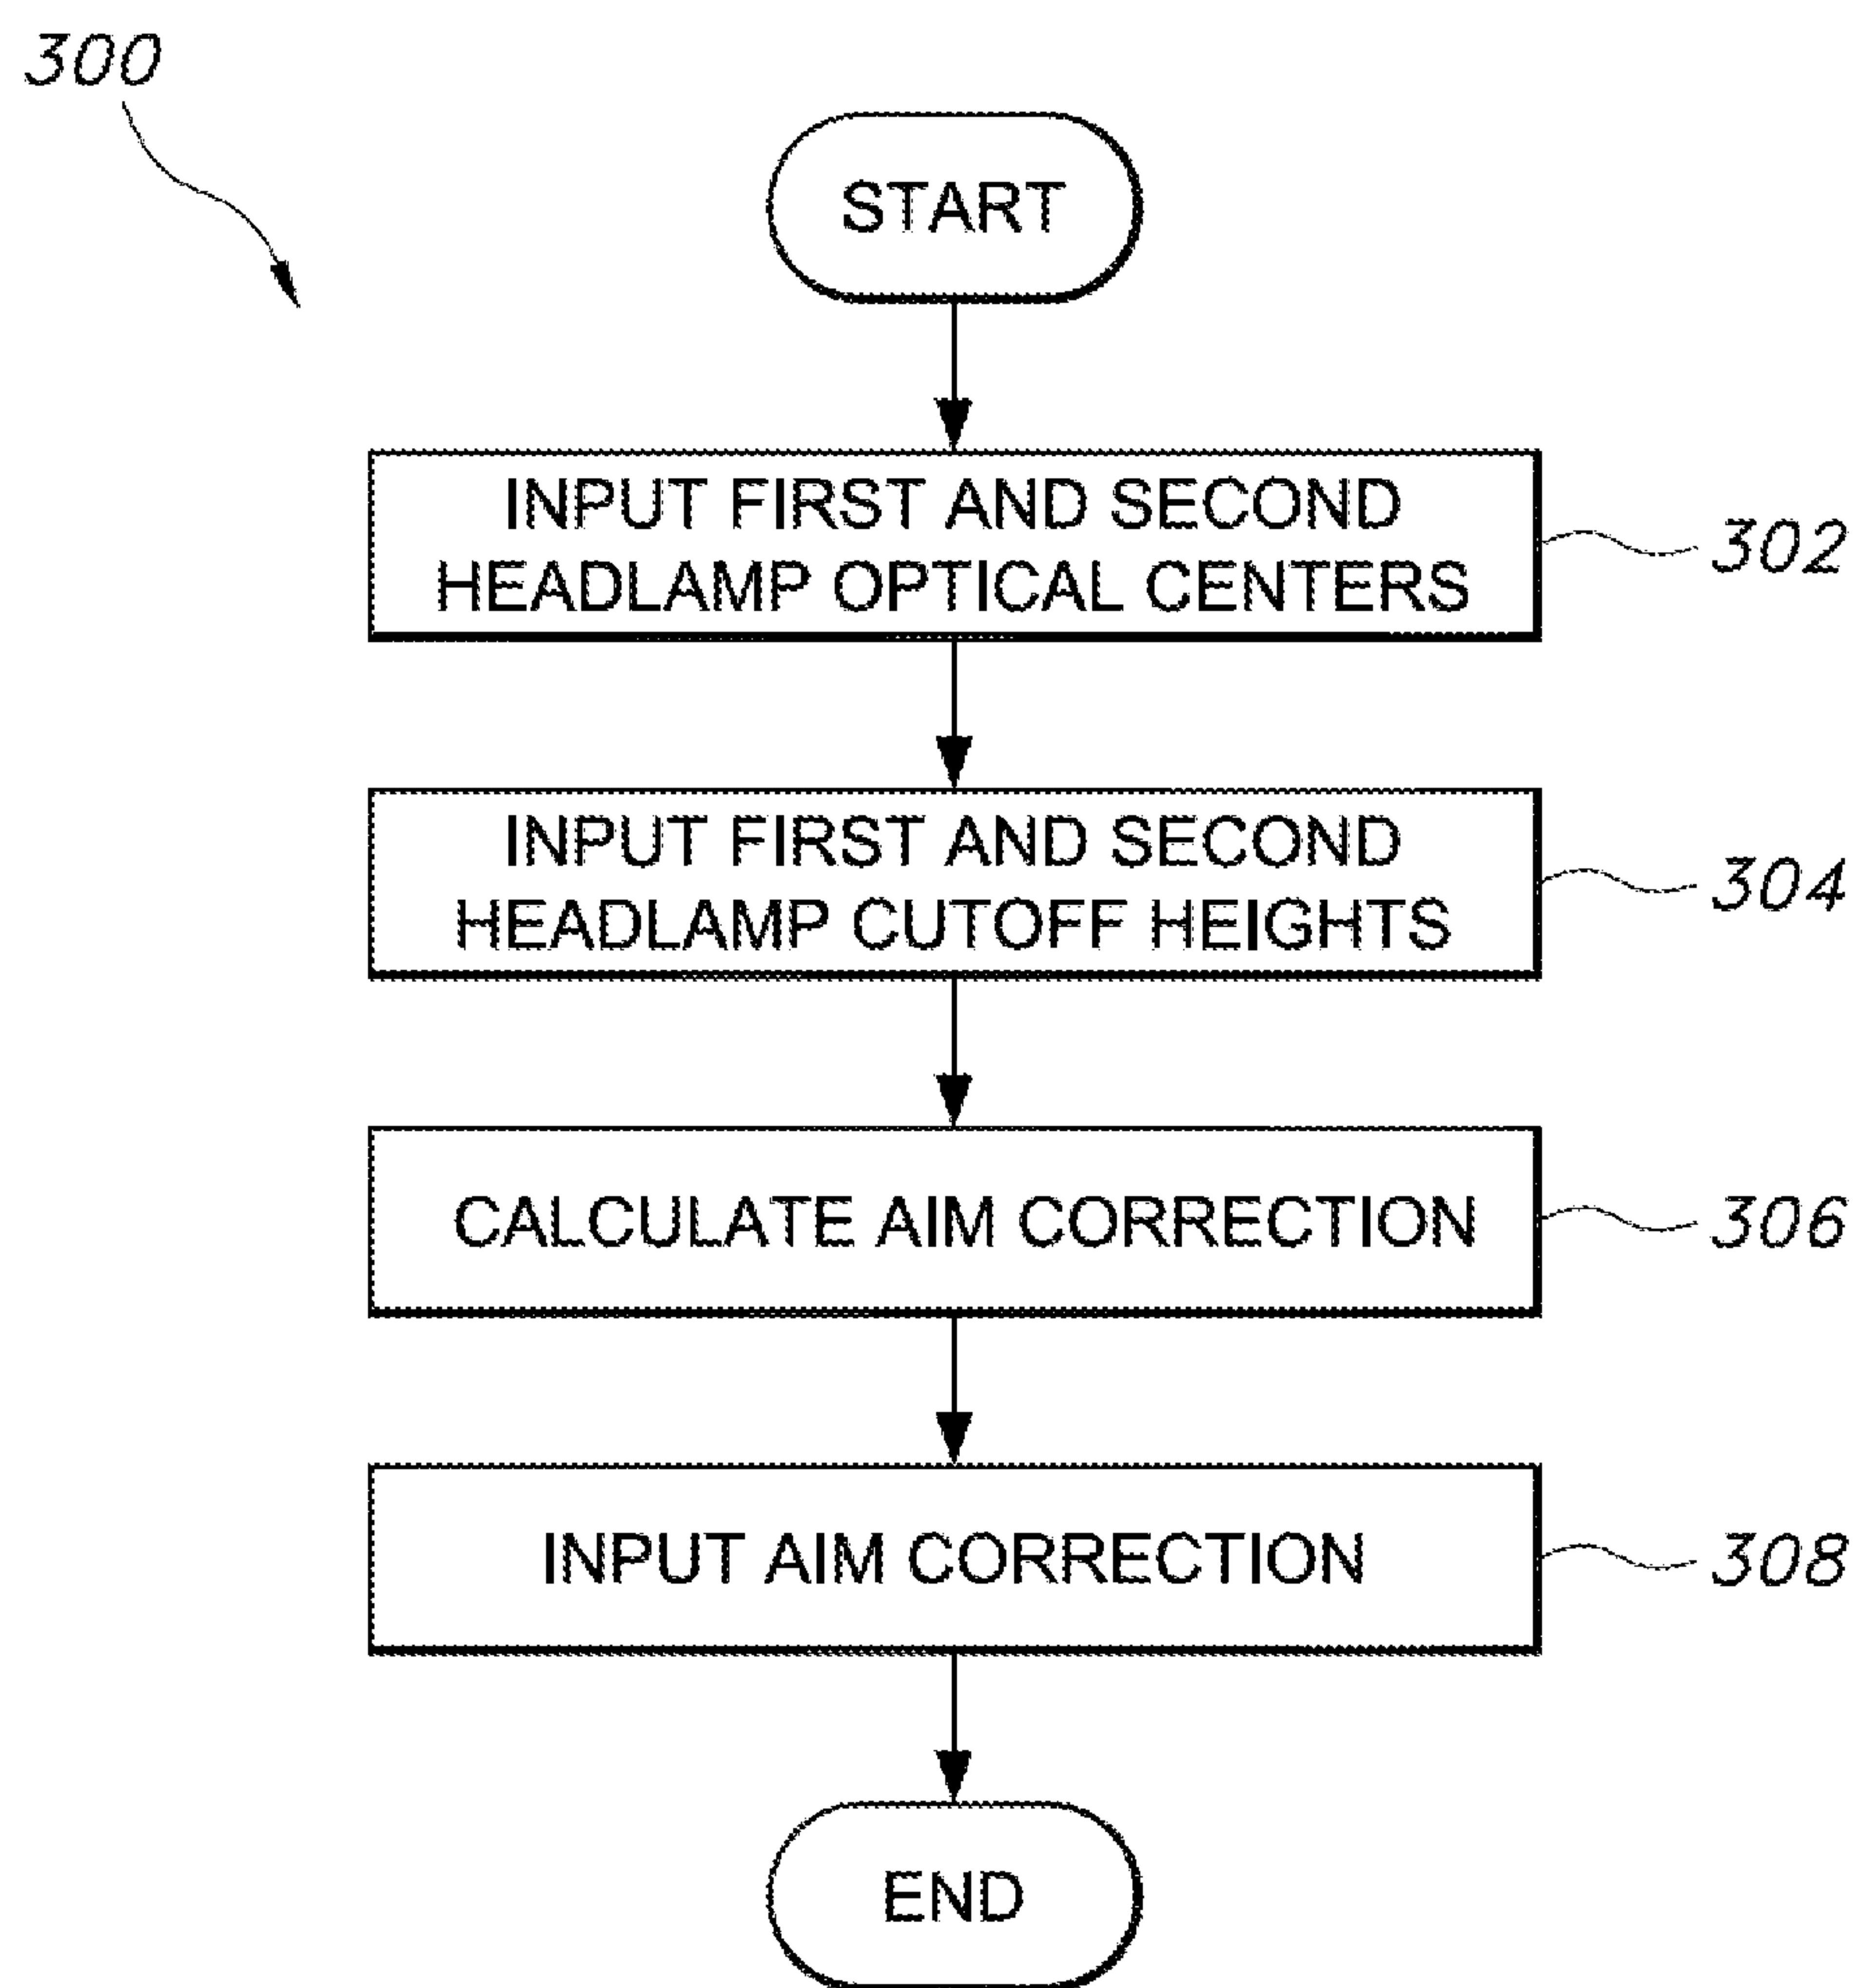 300
START
INPUT FIRST AND SECOND
HEADLAMP OPTICAL CENTERS
302
INPUT FIRST AND SECOND
HEADLAMP CUTOFF HEIGHTS
304
CALCULATE AIM CORRECTION
306
INPUT AIM CORRECTION
308
END